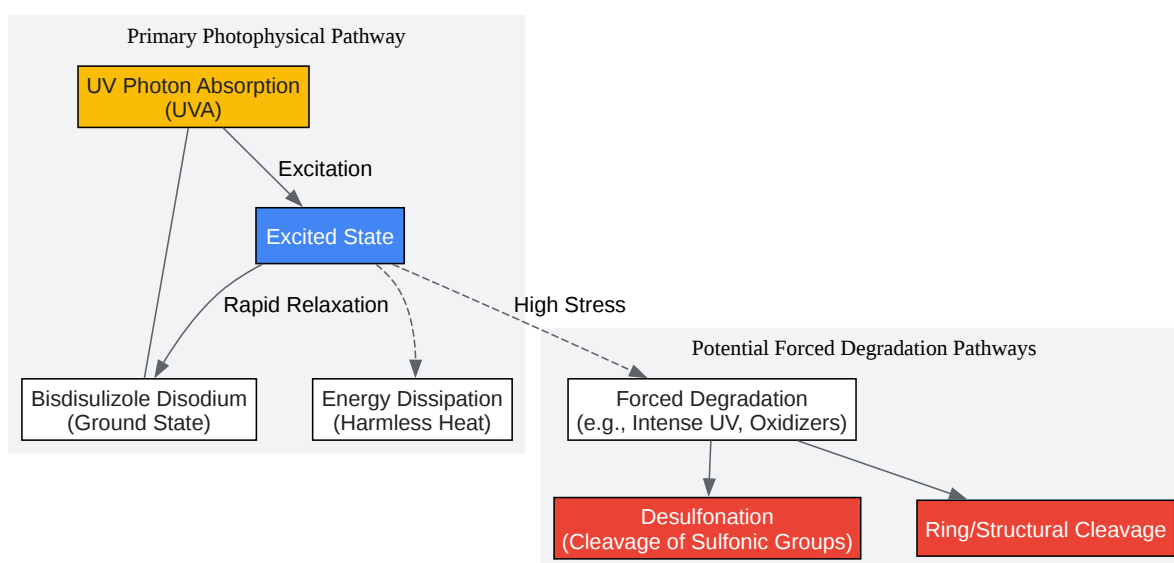 Primary Photophysical Pathway
UV Photon Absorption
(UVA)
Excitation
Excited State
Rapid Relaxation
High Stress
Bisdisulizole Disodium
(Ground State)
Energy Dissipation
(Harmless Heat)
Potential Forced Degradation Pathways
Forced Degradation
(e.g., Intense UV, Oxidizers)
Desulfonation
(Cleavage of Sulfonic Groups)
Ring/Structural Cleavage